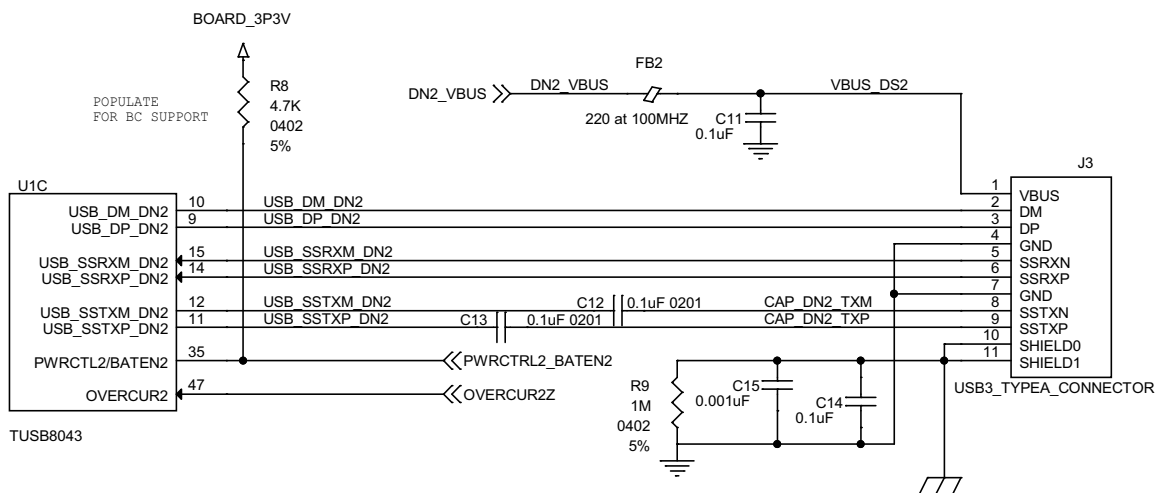 BOARD_3P3V
FB2
R8
4.7K
0402
5%
POPULATE
FOR BC SUPPORT
DN2_VBUS
DN2_VBUS
VBUS_DS2
220 at 100MHZ
C11
0.1uF
J3
U1C
USB_DM_DN2
10
USB_DM_DN2
2
DM
1
VBUS
USB_DP_DN2
9
USB_DP_DN2
3
DP
4
GND
USB_SSRXM_DN2
15
USB_SSRXM_DN2
5
SSRXN
USB_SSRXP_DN2
14
USB_SSRXP_DN2
6
SSRXP
7
GND
USB_SSTXM_DN2
12
USB_SSTXM_DN2
C12
0.1uF 0201
CAP_DN2_TXM
8
SSTXN
USB_SSTXP_DN2
11
USB_SSTXP_DN2
C13
0.1uF 0201
CAP_DN2_TXP
9
SSTXP
10
SHIELD0
PWRCTL2/BATEN2
35
PWRCTRL2_BATEN2
11
SHIELD1
OVERCUR2
47
OVERCUR2Z
R9
1M
0402
5%
C15
0.001uF
C14
0.1uF
USB3_TYPEA_CONNECTOR
TUSB8043